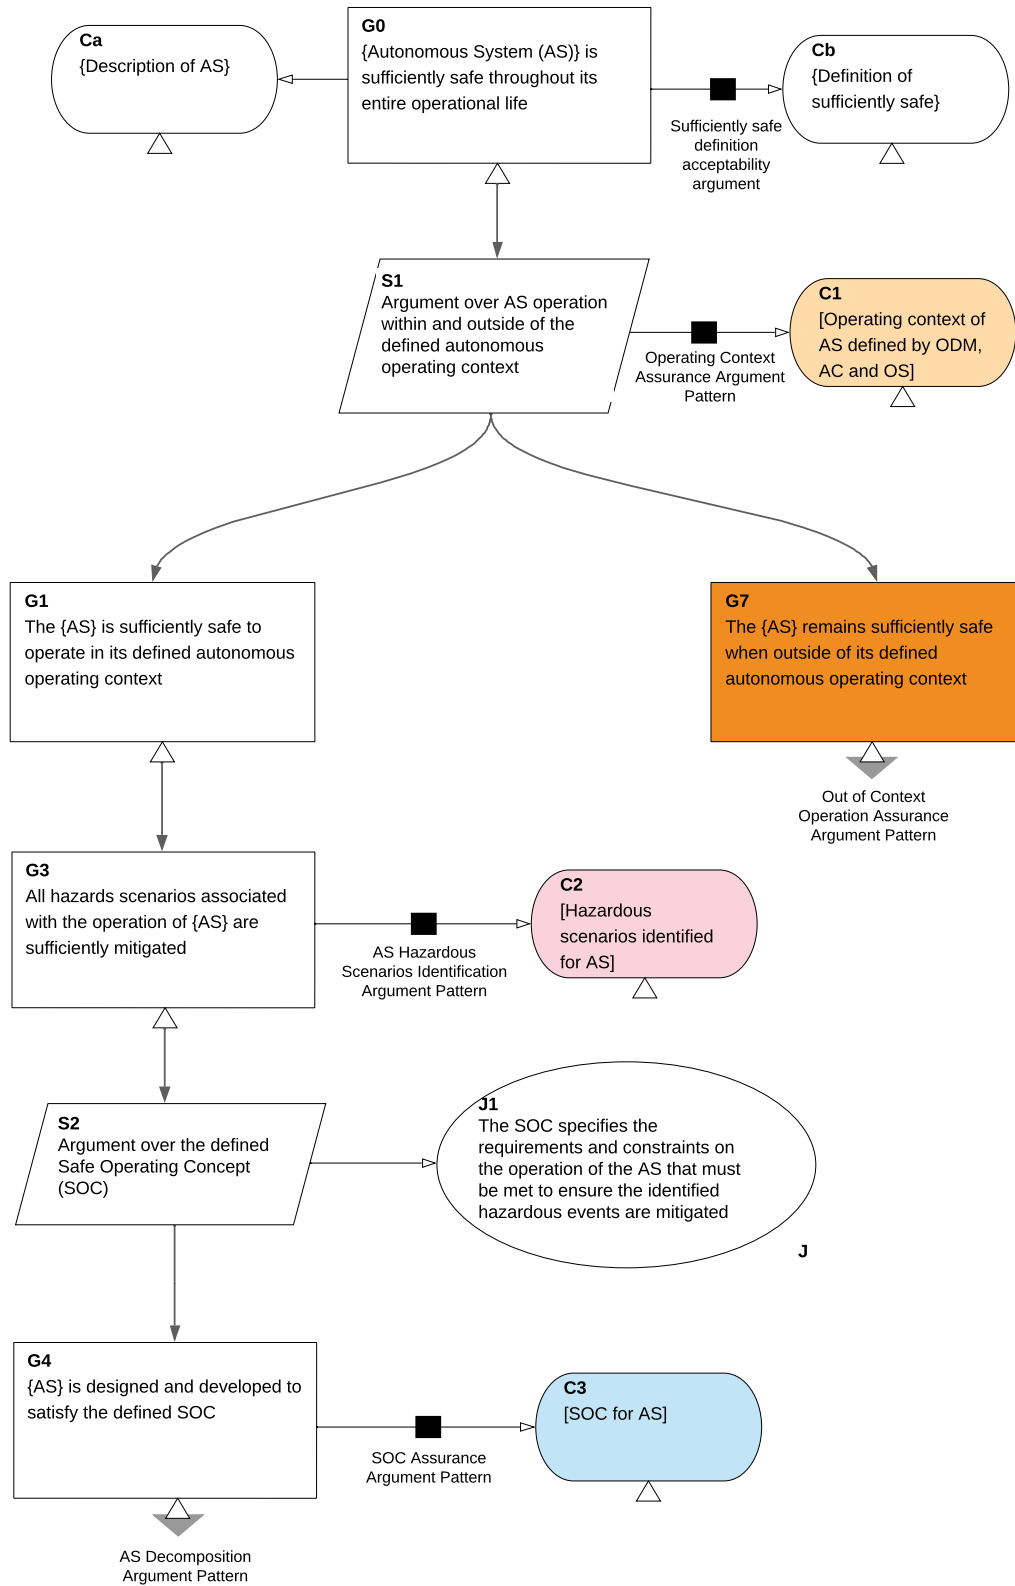 Ca
{Description of AS}
G0
{Autonomous System (AS)} is
sufficiently safe throughout its
entire operational life
Cb
{Definition of
sufficiently safe}
Sufficiently safe
definition
acceptability
argument
S1
Argument over AS operation
within and outside of the
defined autonomous
operating context
Operating Context
Assurance Argument
Pattern
C1
[Operating context of
AS defined by ODM,
AC and OS]
G1
The {AS} is sufficiently safe to
operate in its defined autonomous
operating context
G7
The {AS} remains sufficiently safe
when outside of its defined
autonomous operating context
Out of Context
Operation Assurance
Argument Pattern
G3
All hazards scenarios associated
with the operation of {AS} are
sufficiently mitigated
AS Hazardous
Scenarios Identification
Argument Pattern
C2
[Hazardous
scenarios identified
for AS]
S2
Argument over the defined
Safe Operating Concept
(SOC)
J1
The SOC specifies the
requirements and constraints on
the operation of the AS that must
be met to ensure the identified
hazardous events are mitigated
J
G4
{AS} is designed and developed to
satisfy the defined SOC
SOC Assurance
Argument Pattern
C3
[SOC for AS]
AS Decomposition
Argument Pattern